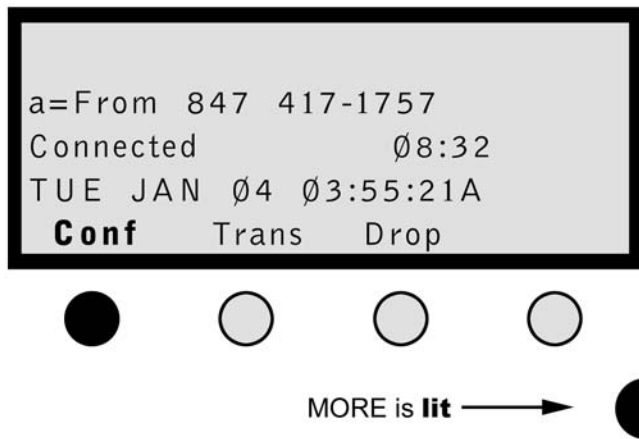 a=From 847 417-1757
Connected Ø8:32
TUE JAN Ø4 Ø3:55:21A
Conf Trans Drop
MORE is lit